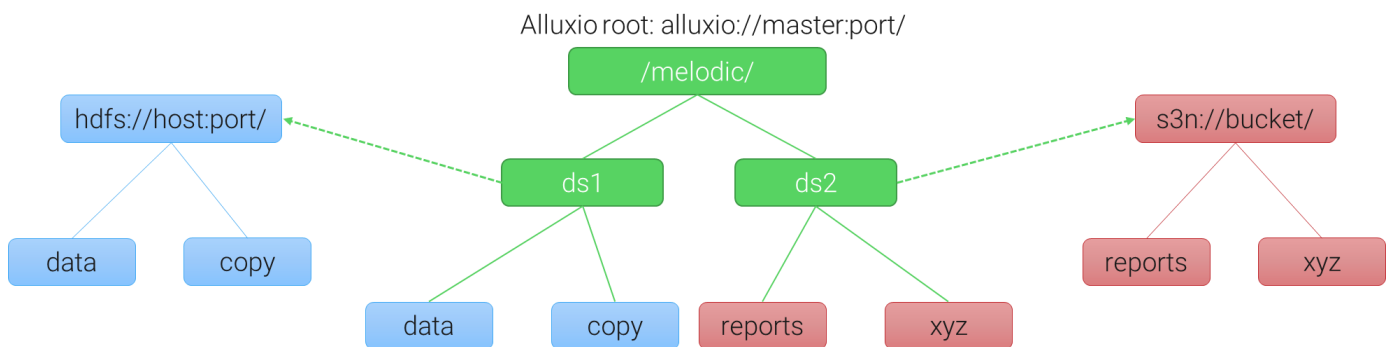 Alluxio root: alluxio://master:port/
/melodic/
hdfs://host:port/
s3n://bucket/
ds1
ds2
data
copy
reports
xyz
data
copy
reports
xyz